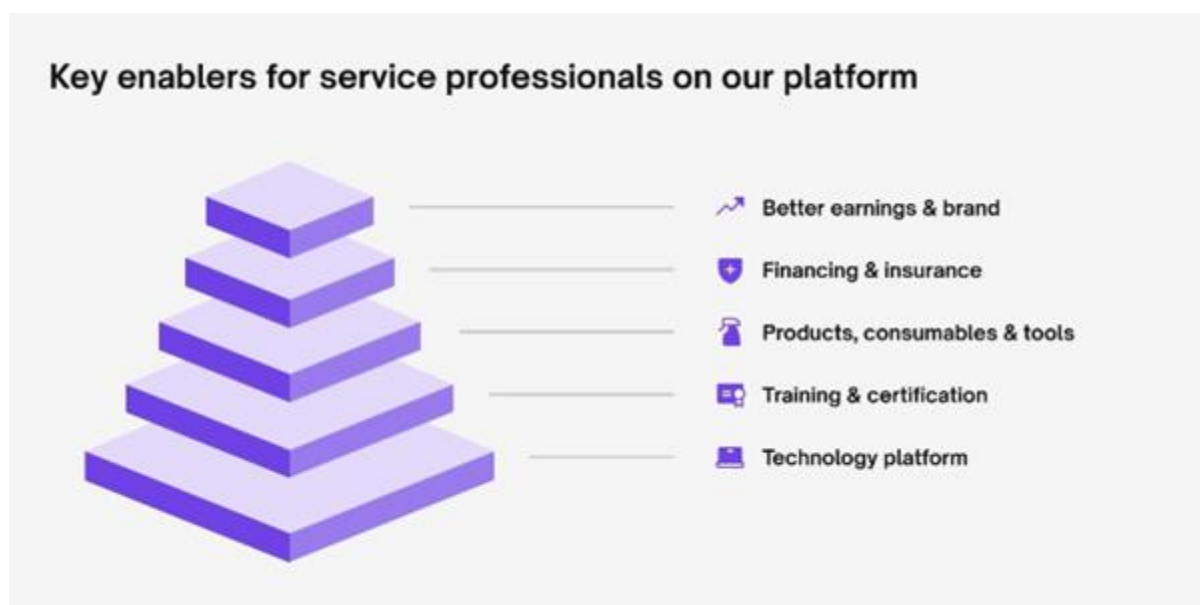 Key enablers for service professionals on our platform
Better earnings & brand
Financing & insurance
Products, consumables & tools
Training & certification
Technology platform